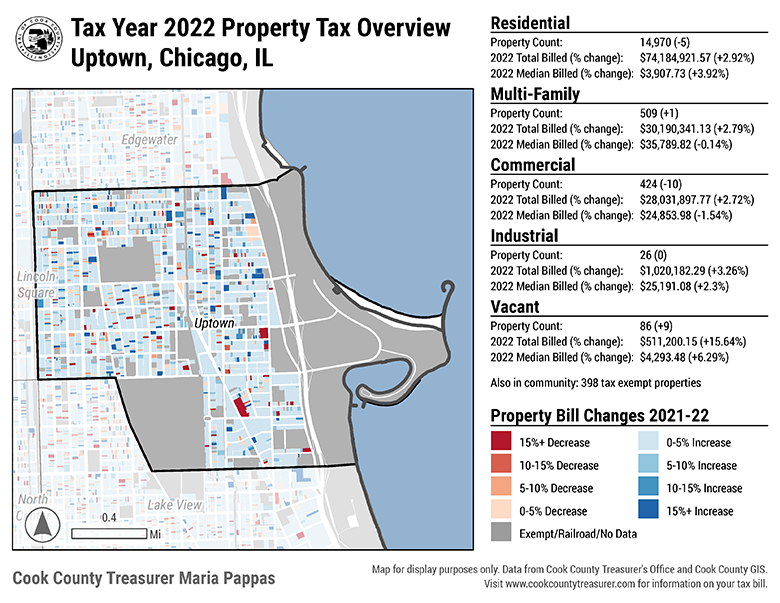 Tax Year 2022 Property Tax Overview
Uptown, Chicago, IL
Edgewater
Lincoln
Square
Uptown
North
Lake View
0.4
Mi
Cook County Treasurer Maria Pappas
Residential
Property Count: 14,970 (-5)
2022 Total Billed (% change): $74,184,921.57 (+2.92%)
2022 Median Billed (% change): $3,907.73 (+3.92%)
Multi-Family
Property Count: 509 (+1)
2022 Total Billed (% change): $30,190,341.13 (+2.79%)
2022 Median Billed (% change): $35,789.82 (-0.14%)
Commercial
Property Count: 424 (-10)
2022 Total Billed (% change): $28,031,897.77 (+2.72%)
2022 Median Billed (% change): $24,853.98 (-1.54%)
Industrial
Property Count: 26 (0)
2022 Total Billed (% change): $1,020,182.29 (+3.26%)
2022 Median Billed (% change): $25,191.08 (+2.3%)
Vacant
Property Count: 86 (+9)
2022 Total Billed (% change): $511,200.15 (+15.64%)
2022 Median Billed (% change): $4,293.48 (+6.29%)
Also in community: 398 tax exempt properties
Property Bill Changes 2021-22
15%+ Decrease
10-15% Decrease
5-10% Decrease
0-5% Decrease
Exempt/Railroad/No Data
0-5% Increase
5-10% Increase
10-15% Increase
15%+ Increase
Map for display purposes only. Data from Cook County Treasurer's Office and Cook County GIS.
Visit www.cookcountytreasurer.com for information on your tax bill.